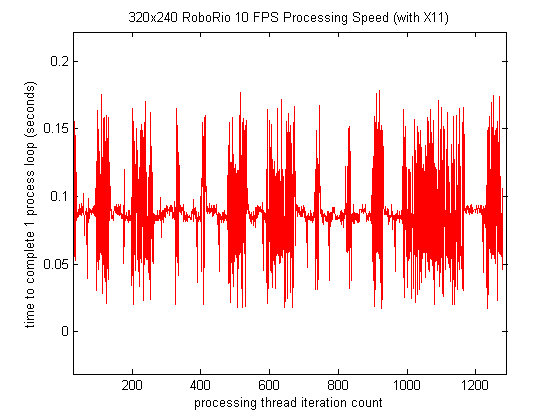 320x240 RoboRio 10 FPS Processing Speed (with X11)
0.2
0.15
0.1
0.05
0
time to complete 1 process loop (seconds)
200 400 600 800 1000 1200
processing thread iteration count